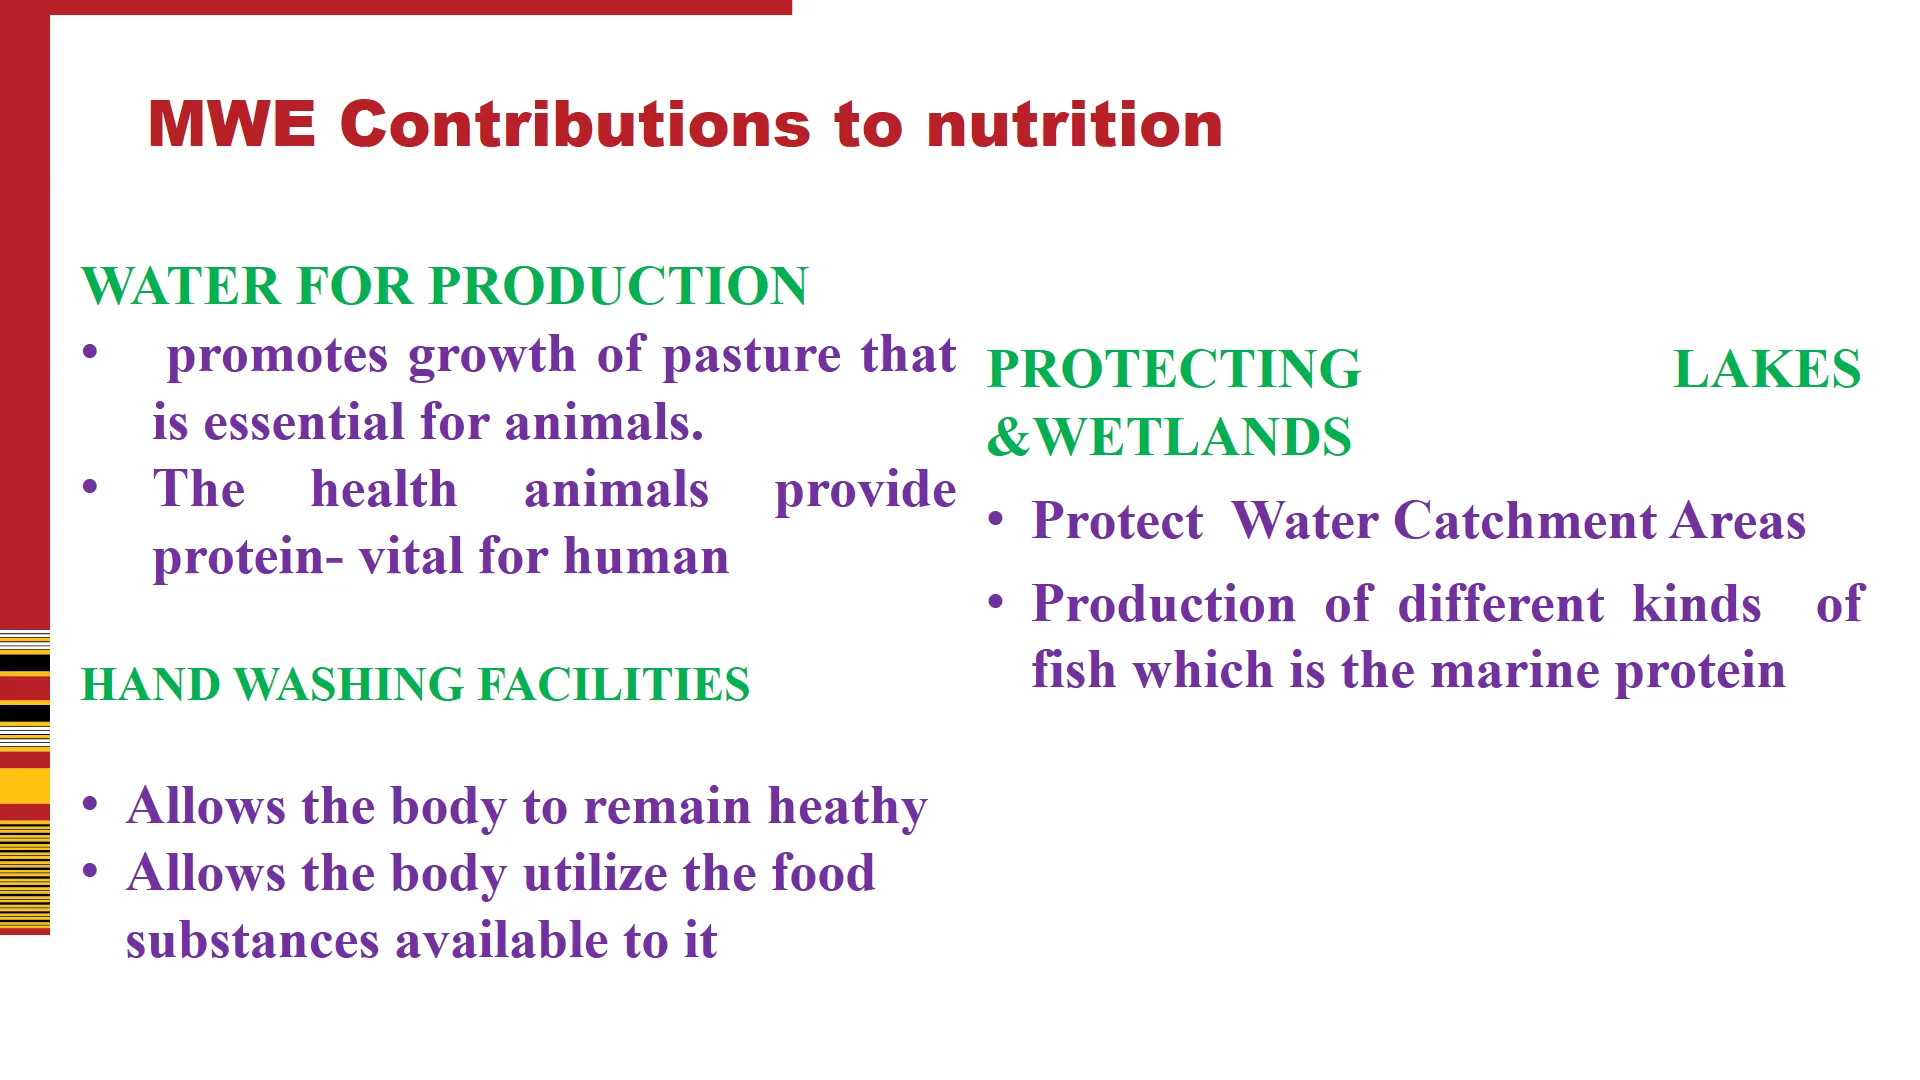 MWE Contributions to nutrition
WATER FOR PRODUCTION
• promotes growth of pasture that
is essential for animals.
• The health animals provide
protein- vital for human
HAND WASHING FACILITIES
• Allows the body to remain heathy
• Allows the body utilize the food
substances available to it
PROTECTING LAKES
&WETLANDS
• Protect Water Catchment Areas
• Production of different kinds of
fish which is the marine protein